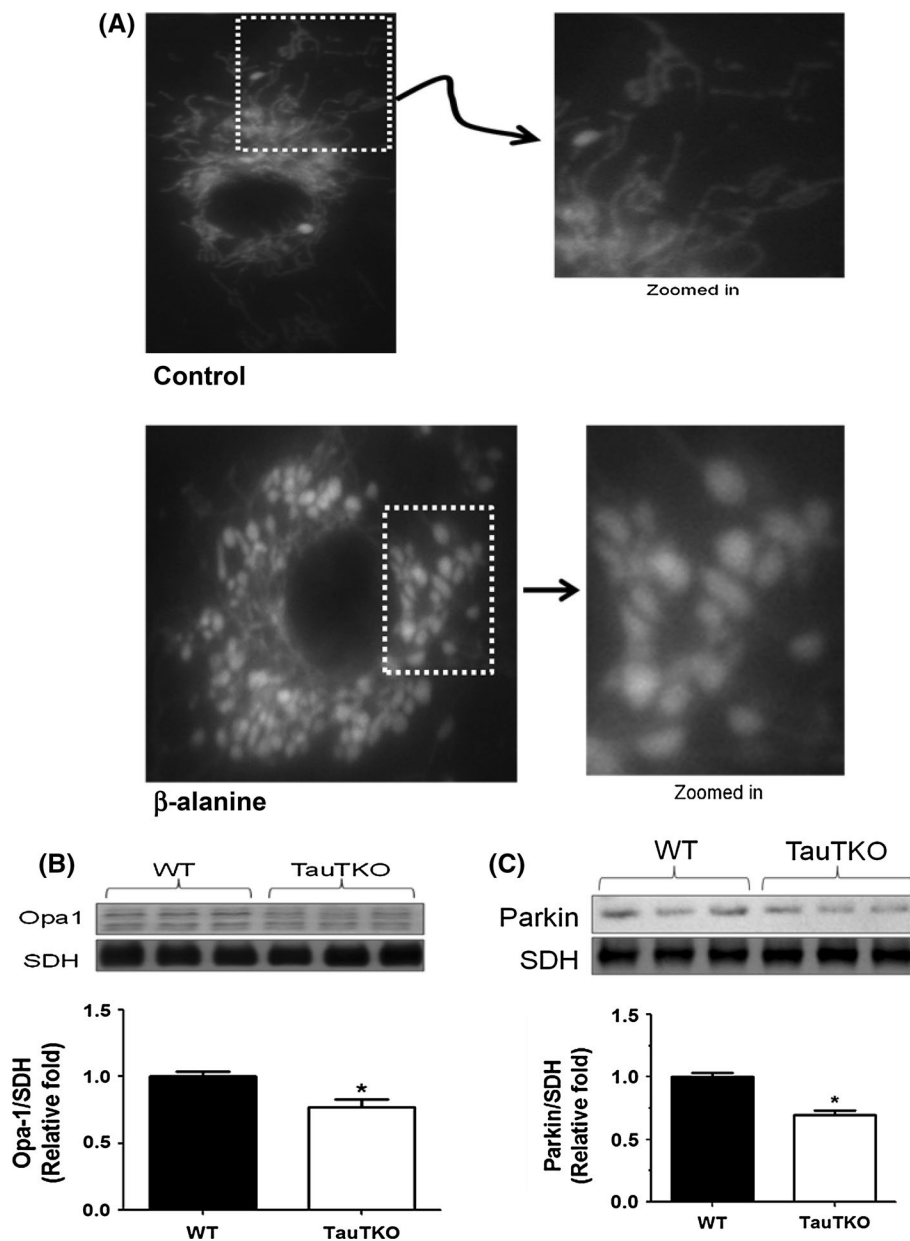 (A)
Zoomed in
Control
β-alanine
Zoomed in
(B)
WT TauTKO
Opa1
SDH
1.5
1.0
0.5
0.0
Opa-1/SDH
(Relative fold)
*
WT TauTKO
(C)
WT TauTKO
Parkin
SDH
1.5
1.0
0.5
0.0
Parkin/SDH
(Relative fold)
*
WT TauTKO